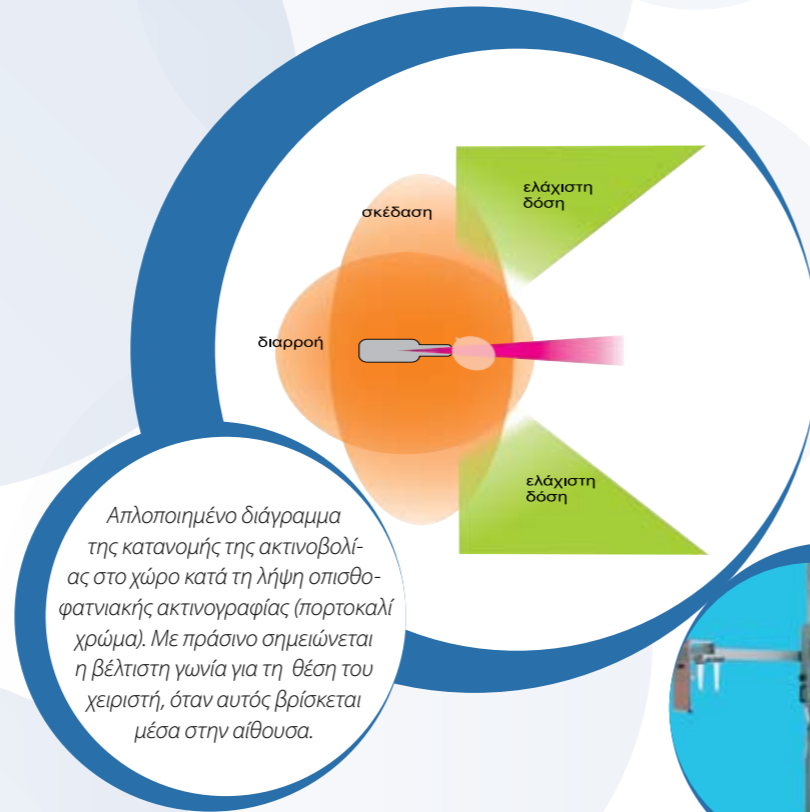 ελάχιστη
δόση
σκέδαση
διαρροή
ελάχιστη
δόση
Απλοποιημένο διάγραμμα
της κατανομής της ακτινοβολί-
ας στο χώρο κατά τη λήψη οπισθο-
φατνιακής ακτινογραφίας (πορτοκαλί
χρώμα). Με πράσινο σημειώνεται
η βέλτιστη γωνία για τη θέση του
χειριστή, όταν αυτός βρίσκεται
μέσα στην αίθουσα.